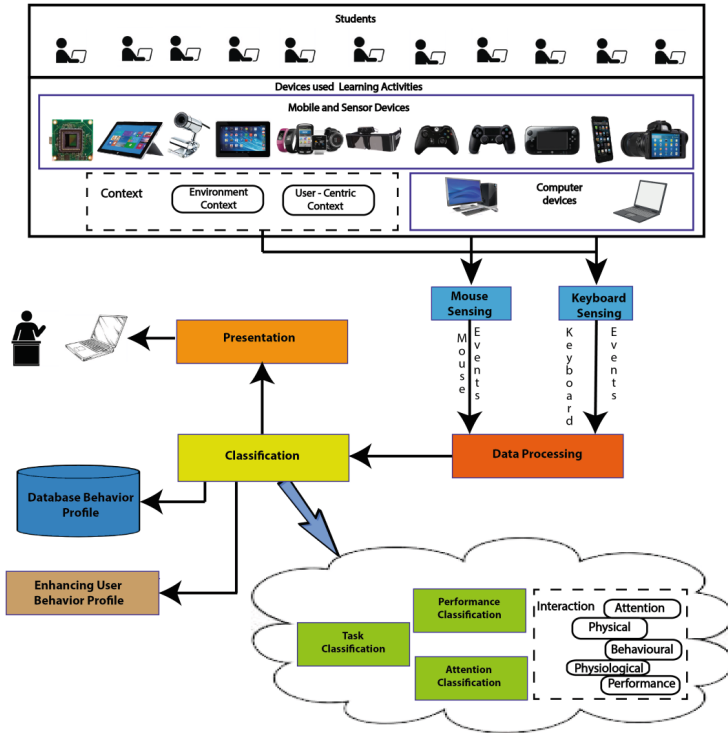 Students
Devices used Learning Activities
Mobile and Sensor Devices
Context
Environment
Context
User - Centric
Context
Computer
devices
Mouse
Sensing
Keyboard
Sensing
Mouse
Events
Keyboard
Events
Presentation
Classification
Data Processing
Database Behavior
Profile
Enhancing User
Behavior Profile
Performance
Classification
Task
Classification
Attention
Classification
Interaction
Attention
Physical
Behavioural
Physiological
Performance